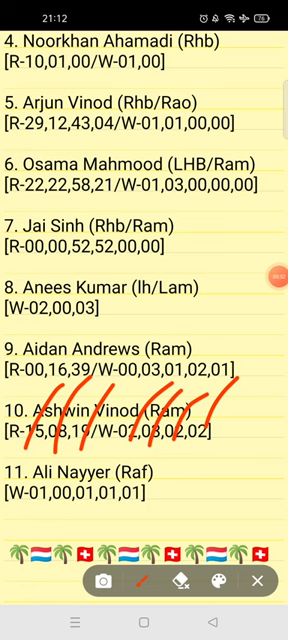 21:12
76
4. Noorkhan Ahamadi (Rhb)
[R-10,01,00/W-01,00]
5. Arjun Vinod (Rhb/Rao)
[R-29,12,43,04/W-01,01,00,00]
6. Osama Mahmood (LHB/Ram)
[R-22,22,58,21/W-01,03,00,00,00]
7. Jai Sinh (Rhb/Ram)
[R-00,00,52,52,00,00]
8. Anees Kumar (lh/Lam)
[W-02,00,03]
9. Aidan Andrews (Ram)
[R-00,16,39/W-00,03,01,02,01]
10. Ashwin Vinod (Ram)
[R-15,08,19/W-02,03,02,02]
11. Ali Nayyer (Raf)
[W-01,00,01,01,01]